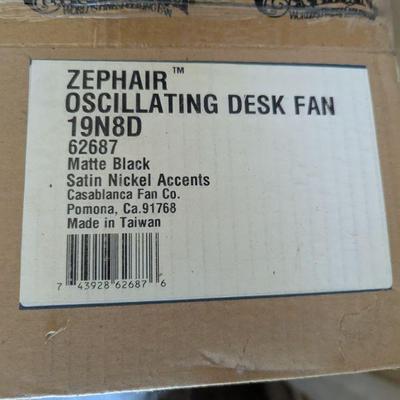 ZEPHAIR™
OSCILLATING DESK FAN
19N8D
62687
Matte Black
Satin Nickel Accents
Casablanca Fan Co.
Pomona, Ca.91768
Made in Taiwan
7 43928 62687 6